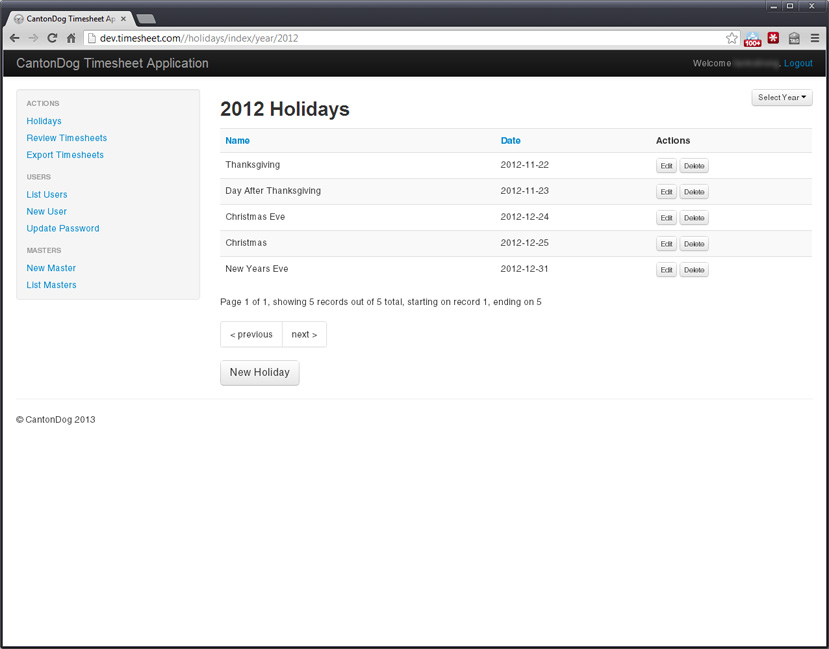 CantonDog Timesheet Ap
dev.timesheet.com//holidays/index/year/2012
100+
CantonDog Timesheet Application
Welcome
Logout
ACTIONS
Holidays
Review Timesheets
Export Timesheets
USERS
List Users
New User
Update Password
MASTERS
New Master
List Masters
Select Year
2012 Holidays
Name Date Actions
Thanksgiving 2012-11-22 Edit Delete
Day After Thanksgiving 2012-11-23 Edit Delete
Christmas Eve 2012-12-24 Edit Delete
Christmas 2012-12-25 Edit Delete
New Years Eve 2012-12-31 Edit Delete
Page 1 of 1, showing 5 records out of 5 total, starting on record 1, ending on 5
< previous next >
New Holiday
© CantonDog 2013